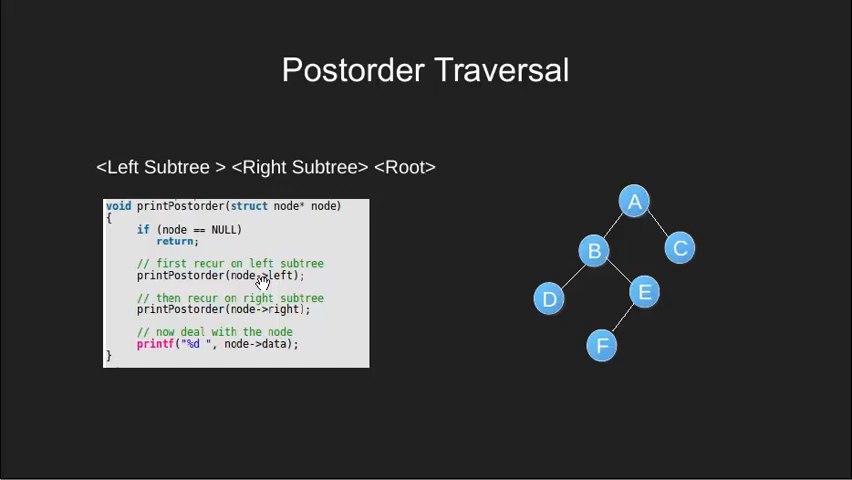 Postorder Traversal
<Left Subtree > <Right Subtree> <Root>
void printPostorder(struct node* node)
{
if (node == NULL)
return;
// first recur on left subtree
printPostorder(node->left);
// then recur on right subtree
printPostorder(node->right);
// now deal with the node
printf("%d ", node->data);
}
A
B
C
D
E
F